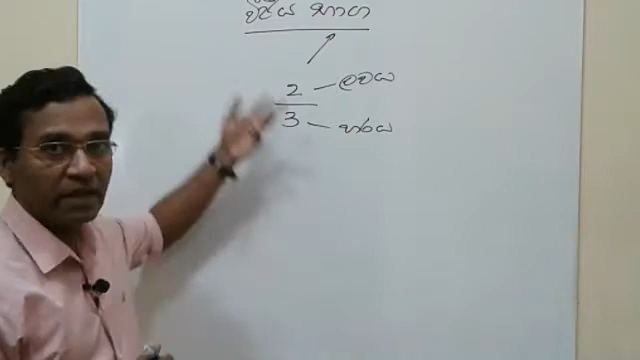 වීජීය භාග
2 — ලවය
3 — හරය